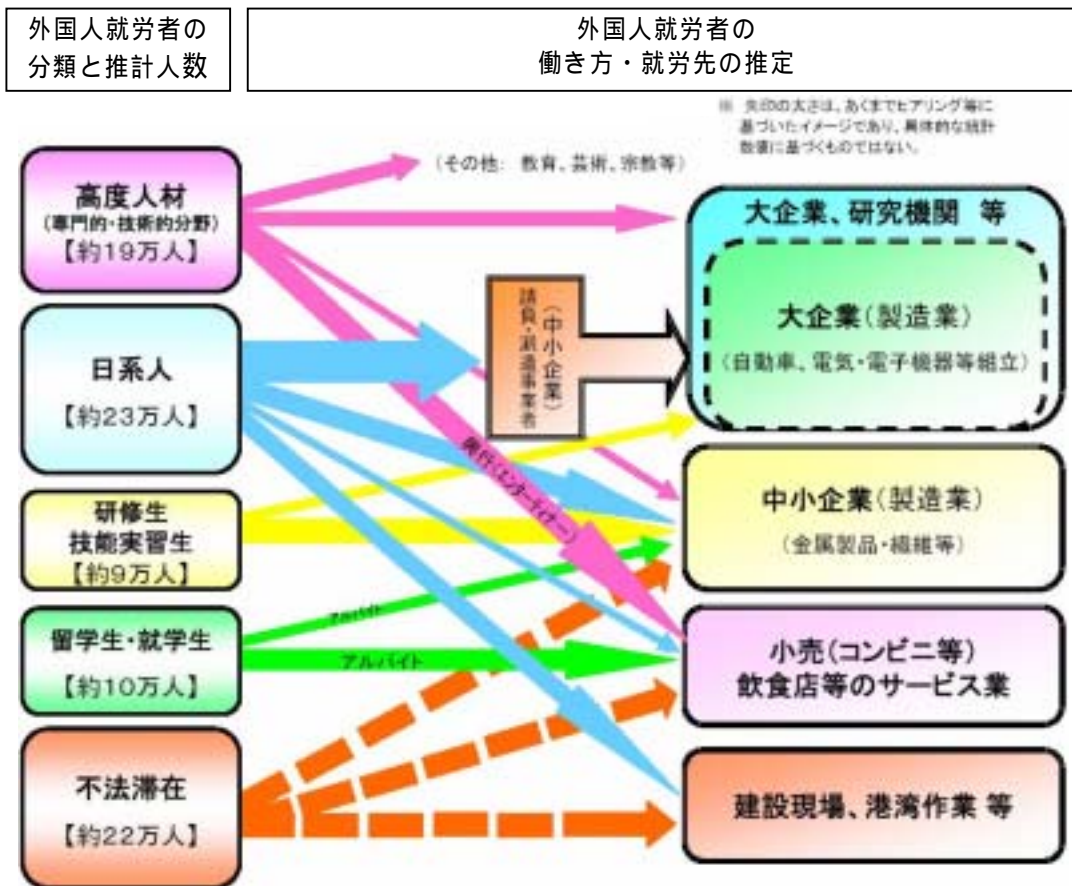 外国人就労者の
分類と推計人数
外国人就労者の
働き方・就労先の推定
※ 矢印の太さは、あくまでヒアリング等に
基づいたイメージであり、具体的な統計
数値に基づくものではない。
高度人材
(専門的・技術的分野)
【約19万人】
(その他: 教育、芸術、宗教等)
大企業、研究機関 等
大企業(製造業)
(自動車、電気・電子機器等組立)
(中小企業)
請負・派遣事業者
日系人
【約23万人】
興行(エンターテイナー)
中小企業(製造業)
(金属製品・繊維等)
研修生
技能実習生
【約9万人】
アルバイト
留学生・就学生
【約10万人】
アルバイト
小売(コンビニ等)
飲食店等のサービス業
不法滞在
【約22万人】
建設現場、港湾作業 等